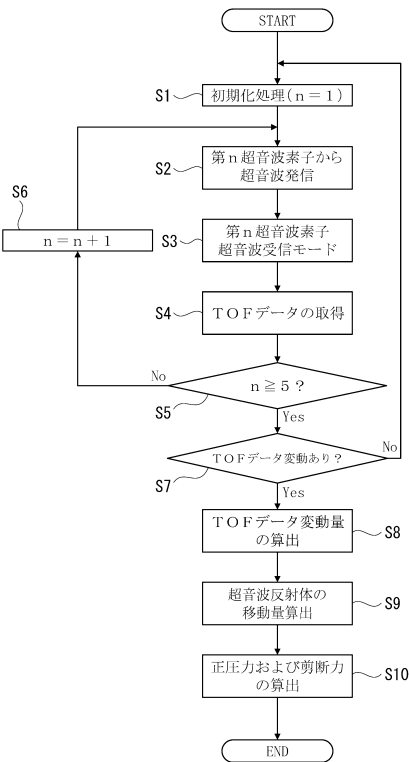 START
S1
初期化処理(n=1)
S2
第n超音波素子から
超音波発信
S6
n=n+1
S3
第n超音波素子
超音波受信モード
S4
TOFデータの取得
No
n≧5?
S5
Yes
No
TOFデータ変動あり?
S7
Yes
TOFデータ変動量
の算出
S8
超音波反射体の
移動量算出
S9
正圧力および剪断力
の算出
S10
END